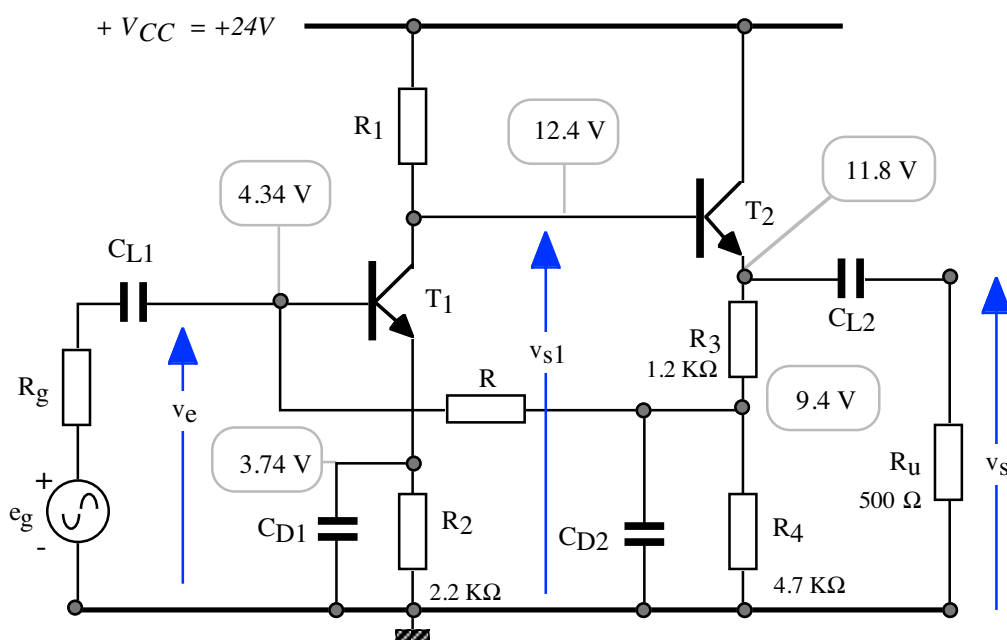 + VCC = +24V
R1
12.4 V
11.8 V
4.34 V
T2
CL1
T1
CL2
R3
1.2 KΩ
vs1
R
Rg
ve
9.4 V
3.74 V
Ru
500 Ω
vs
+
eg
-
CD1
R2
2.2 KΩ
CD2
R4
4.7 KΩ